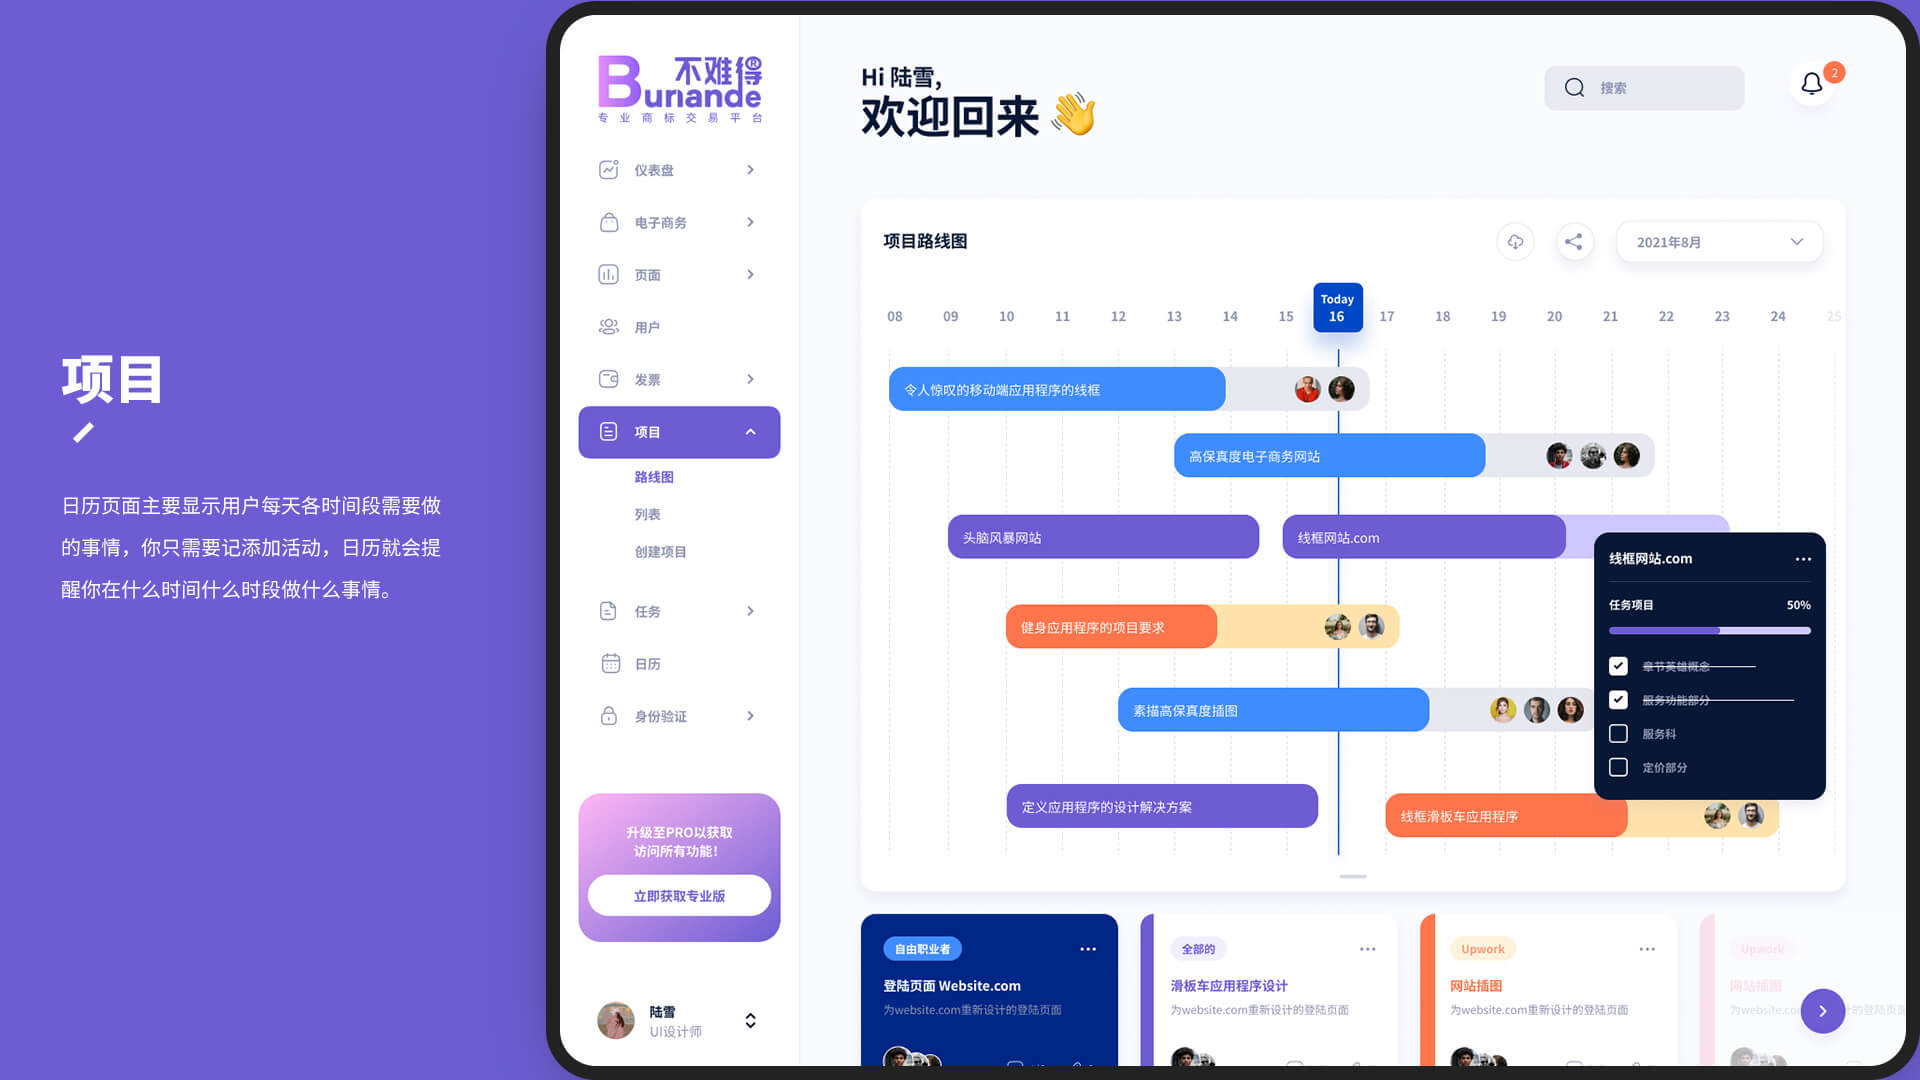 项目
日历页面主要显示用户每天各时间段需要做
的事情，你只需要记添加活动，日历就会提
醒你在什么时间什么时段做什么事情。
不难得®
Bunande
专业商标交易平台
仪表盘
电子商务
页面
用户
发票
项目
路线图
列表
创建项目
任务
日历
身份验证
升级至PRO以获取
访问所有功能！
立即获取专业版
陆雪
UI设计师
Hi 陆雪,
欢迎回来 👋
搜索
2
项目路线图
2021年8月
08 09 10 11 12 13 14 15 Today 16 17 18 19 20 21 22 23 24 25
令人惊叹的移动端应用程序的线框
高保真度电子商务网站
头脑风暴网站
线框网站.com
健身应用程序的项目要求
素描高保真度插图
定义应用程序的设计解决方案
线框滑板车应用程序
线框网站.com
任务项目 50%
章节英雄概念
服务功能部分
服务科
定价部分
自由职业者
登陆页面 Website.com
为website.com重新设计的登陆页面
全部的
滑板车应用程序设计
为website.com重新设计的登陆页面
Upwork
网站插图
为website.com重新设计的登陆页面
Upwork
网站插图
为website.com
计的登陆页面